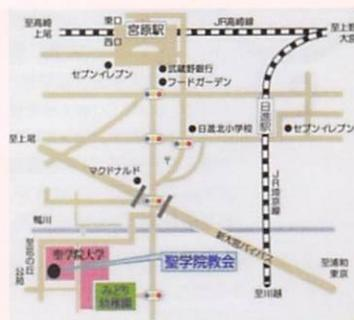 至高崎
上尾
東口
宮原駅
西口
JR高崎線
至上野
大宮
セブンイレブン
武蔵野銀行
フードガーデン
日進駅
至上尾
日進北小学校
セブンイレブン
マクドナルド
JR埼京線
鴨川
新大宮バイパス
聖学院大学
聖学院教会
みどり
幼稚園
至浦和
東京
至川越